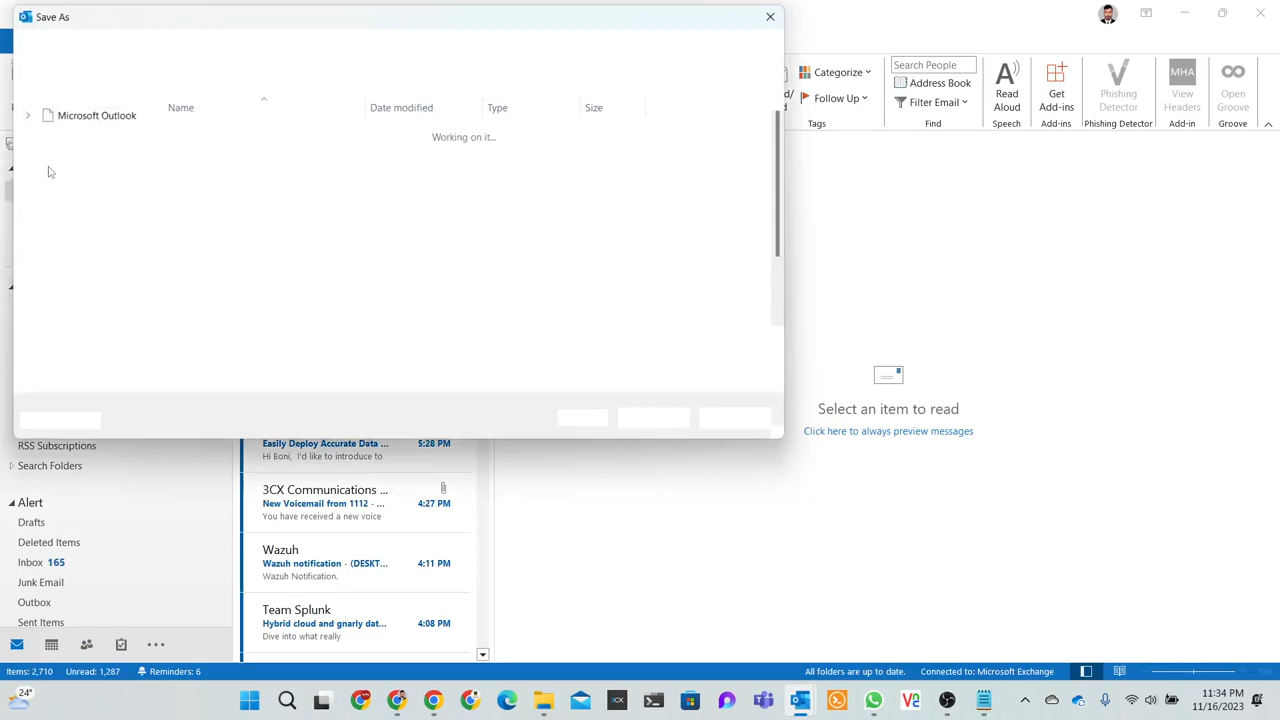 Save As
Name
Date modified
Type
Size
Microsoft Outlook
Working on it...
Categorize
Follow Up
Tags
Search People
Address Book
Filter Email
Find
Read
Aloud
Speech
Get
Add-ins
Add-ins
Phishing
Detector
Phishing Detector
MHA
View
Headers
Add-in
Open
Groove
Groove
Select an item to read
Click here to always preview messages
RSS Subscriptions
Search Folders
Alert
Drafts
Deleted Items
Inbox 165
Junk Email
Outbox
Sent Items
Easily Deploy Accurate Data ... 5:28 PM
Hi Boni, I'd like to introduce to
3CX Communications ...
New Voicemail from 1112 - ... 4:27 PM
You have received a new voice
Wazuh
Wazuh notification - (DESKT... 4:11 PM
Wazuh Notification.
Team Splunk
Hybrid cloud and gnarly dat... 4:08 PM
Dive into what really
Items: 2,710 Unread: 1,287 Reminders: 6
All folders are up to date. Connected to: Microsoft Exchange
24°
11:34 PM
11/16/2023